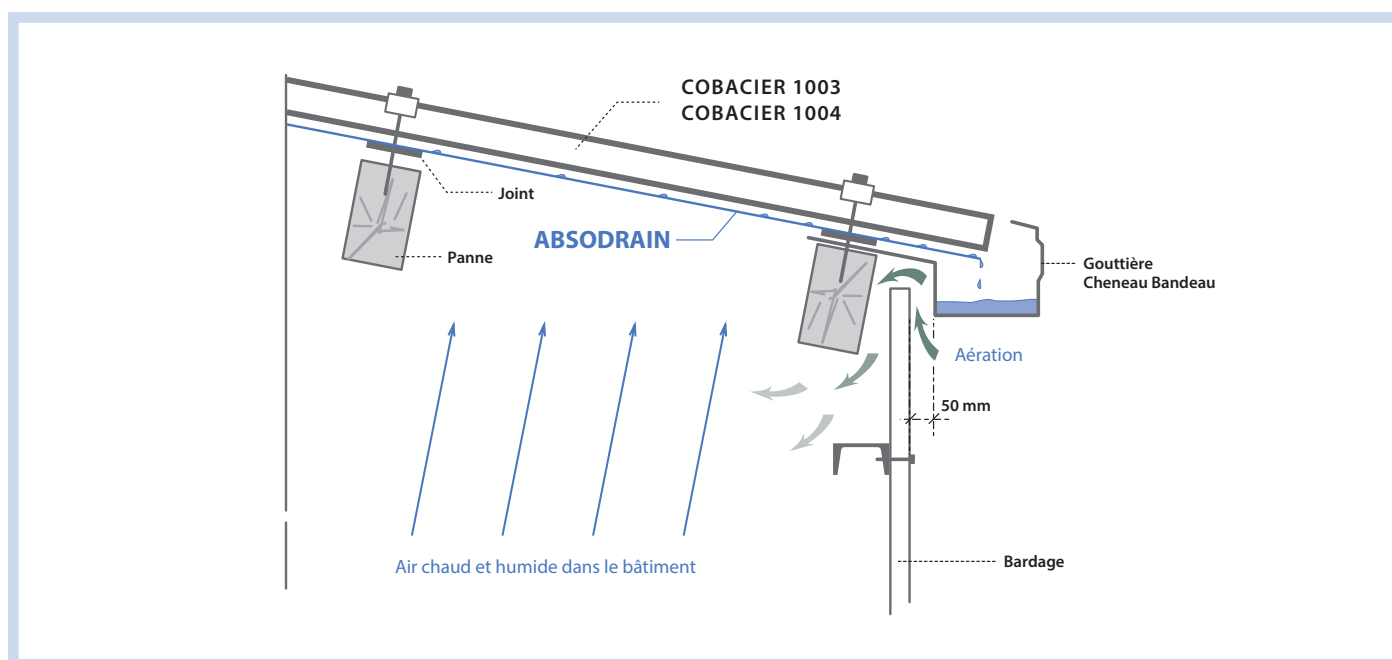 COBACIER 1003
COBACIER 1004
Joint
ABSODRAIN
Panne
Gouttière
Cheneau Bandeau
Aération
50 mm
Air chaud et humide dans le bâtiment
Bardage